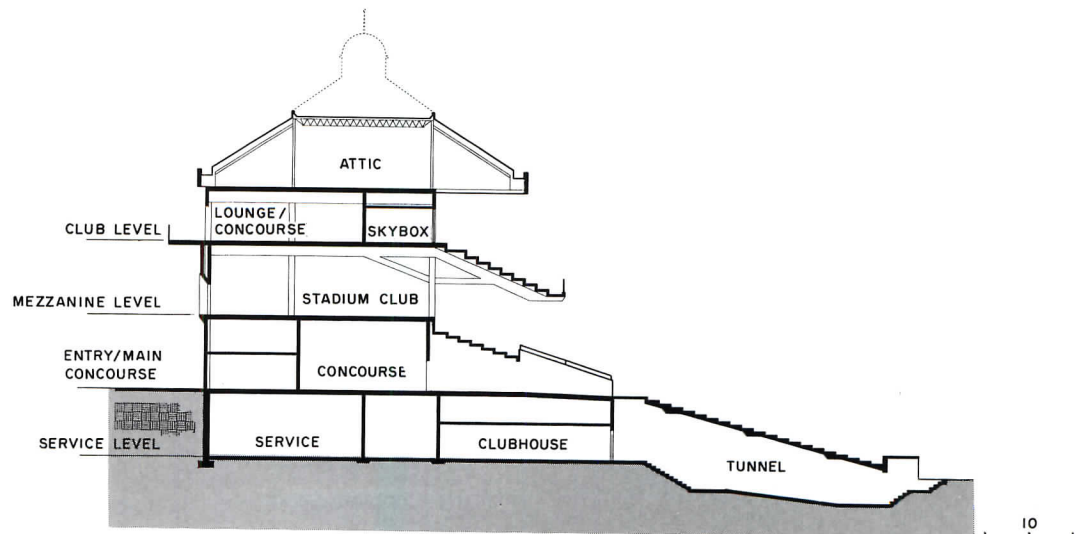 ATTIC
LOUNGE/
CONCOURSE
SKYBOX
CLUB LEVEL
STADIUM CLUB
MEZZANINE LEVEL
ENTRY/MAIN
CONCOURSE
CONCOURSE
SERVICE LEVEL
SERVICE
CLUBHOUSE
TUNNEL
10